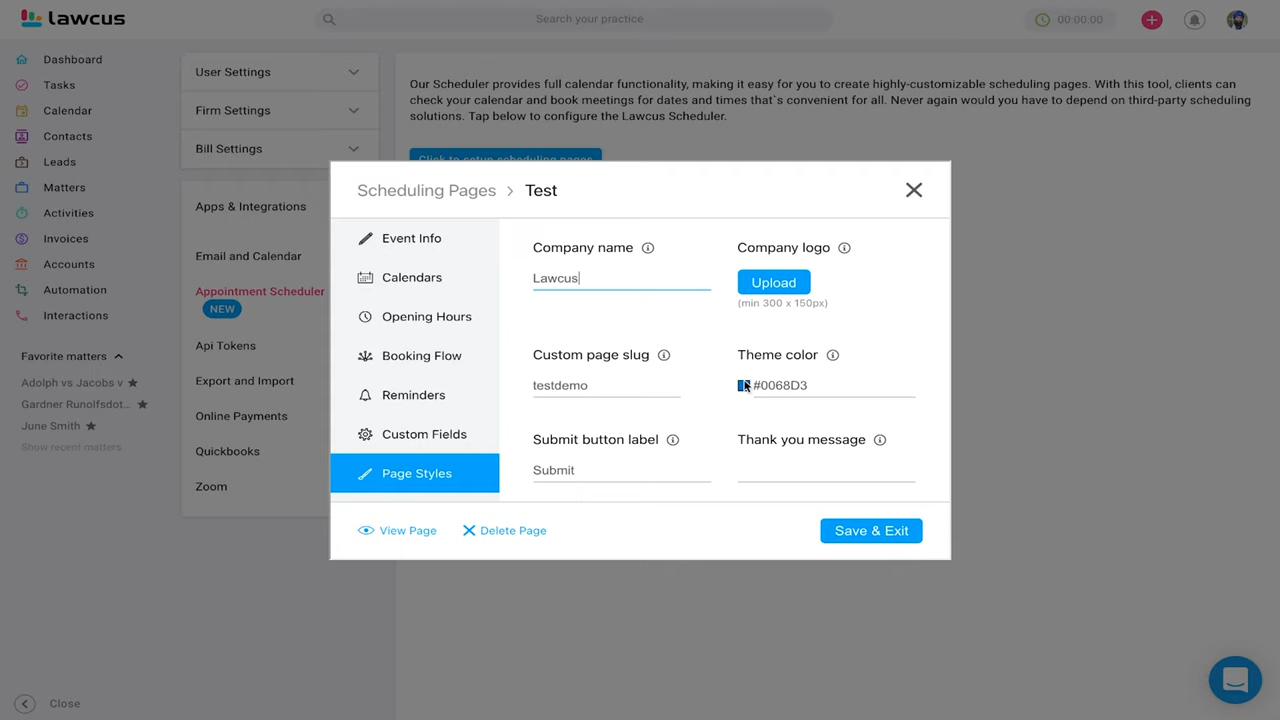 lawcus
Search your practice
00:00:00
Dashboard
Tasks
Calendar
Contacts
Leads
Matters
Activities
Invoices
Accounts
Automation
Interactions
Favorite matters
Adolph vs Jacobs v
Gardner Runolfsdot...
June Smith
Show recent matters
Close
User Settings
Firm Settings
Bill Settings
Apps & Integrations
Email and Calendar
Appointment Scheduler
NEW
Api Tokens
Export and Import
Online Payments
Quickbooks
Zoom
Our Scheduler provides full calendar functionality, making it easy for you to create highly-customizable scheduling pages. With this tool, clients can
check your calendar and book meetings for dates and times that`s convenient for all. Never again would you have to depend on third-party scheduling
solutions. Tap below to configure the Lawcus Scheduler.
Click to setup scheduling pages
Scheduling Pages > Test
Event Info
Calendars
Opening Hours
Booking Flow
Reminders
Custom Fields
Page Styles
Company name
Lawcus
Company logo
Upload
(min 300 x 150px)
Custom page slug
testdemo
Theme color
#0068D3
Submit button label
Submit
Thank you message
View Page
Delete Page
Save & Exit